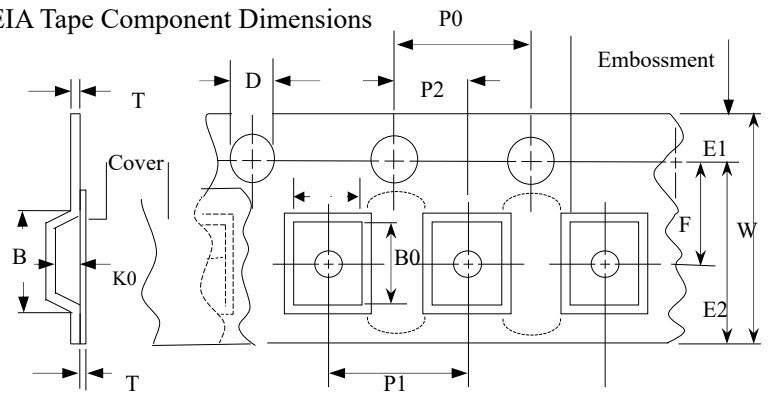 EIA Tape Component Dimensions
P0
Embossment
D
P2
T
E1
Cover
F
W
B
B0
K0
E2
P1
T